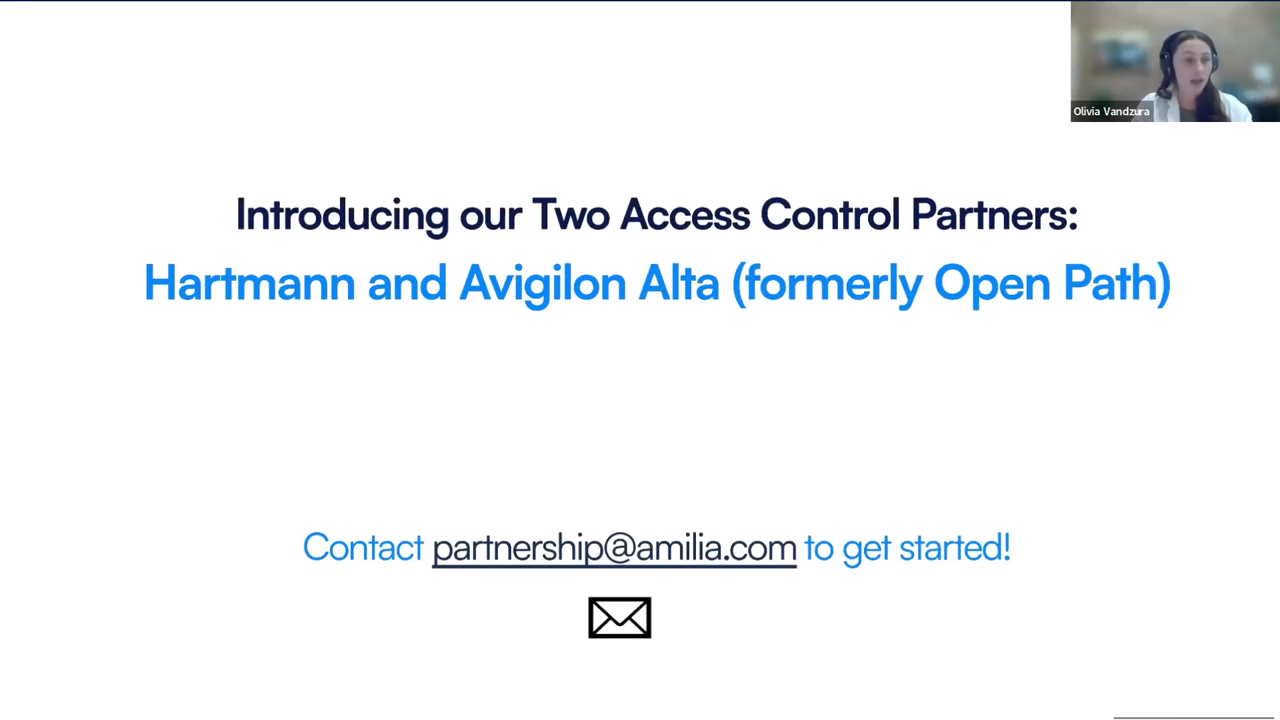 Olivia Vandzura
Introducing our Two Access Control Partners:
Hartmann and Avigilon Alta (formerly Open Path)
Contact partnership@amilia.com to get started!